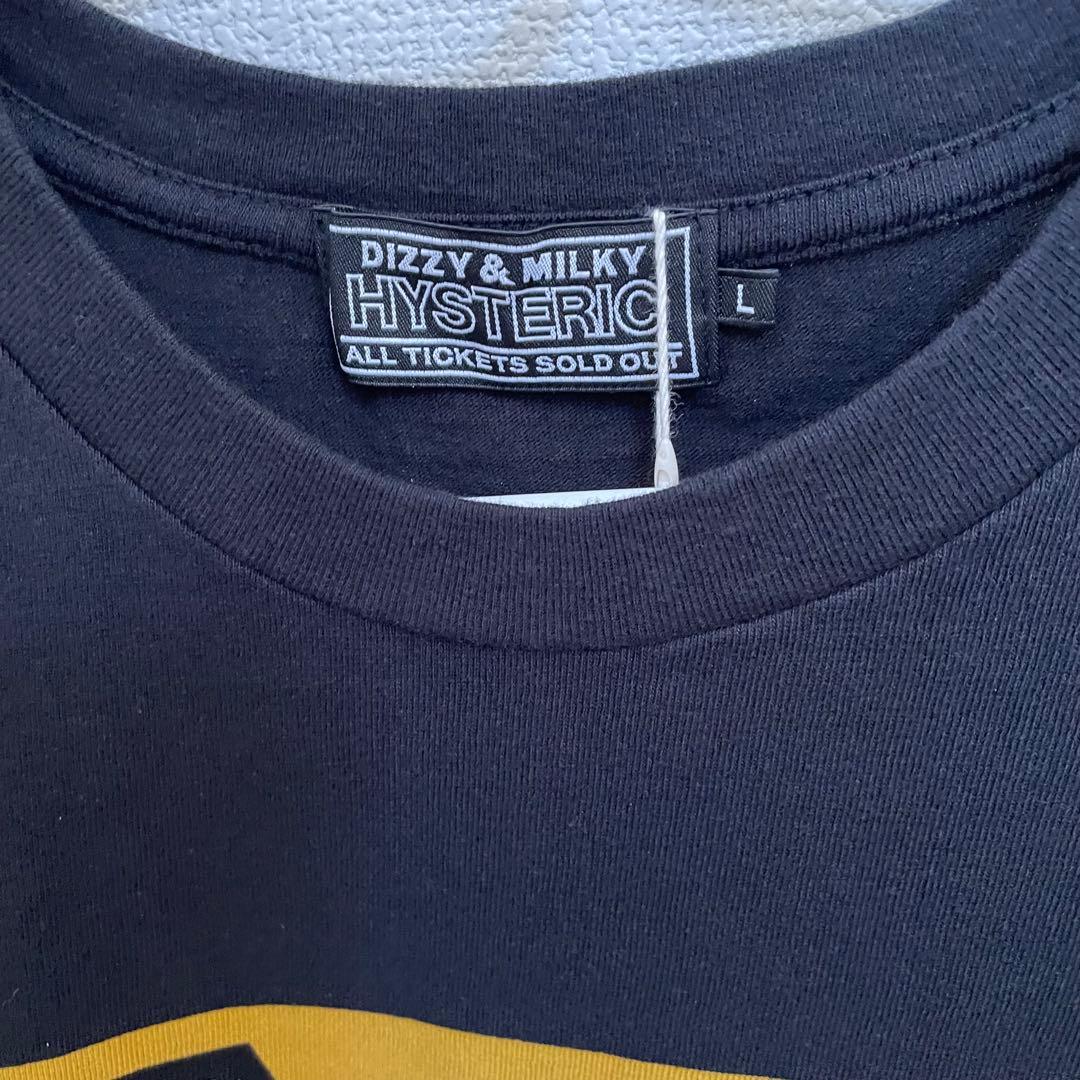 DIZZY & MILKY
HYSTERIC
ALL TICKETS SOLD OUT
L